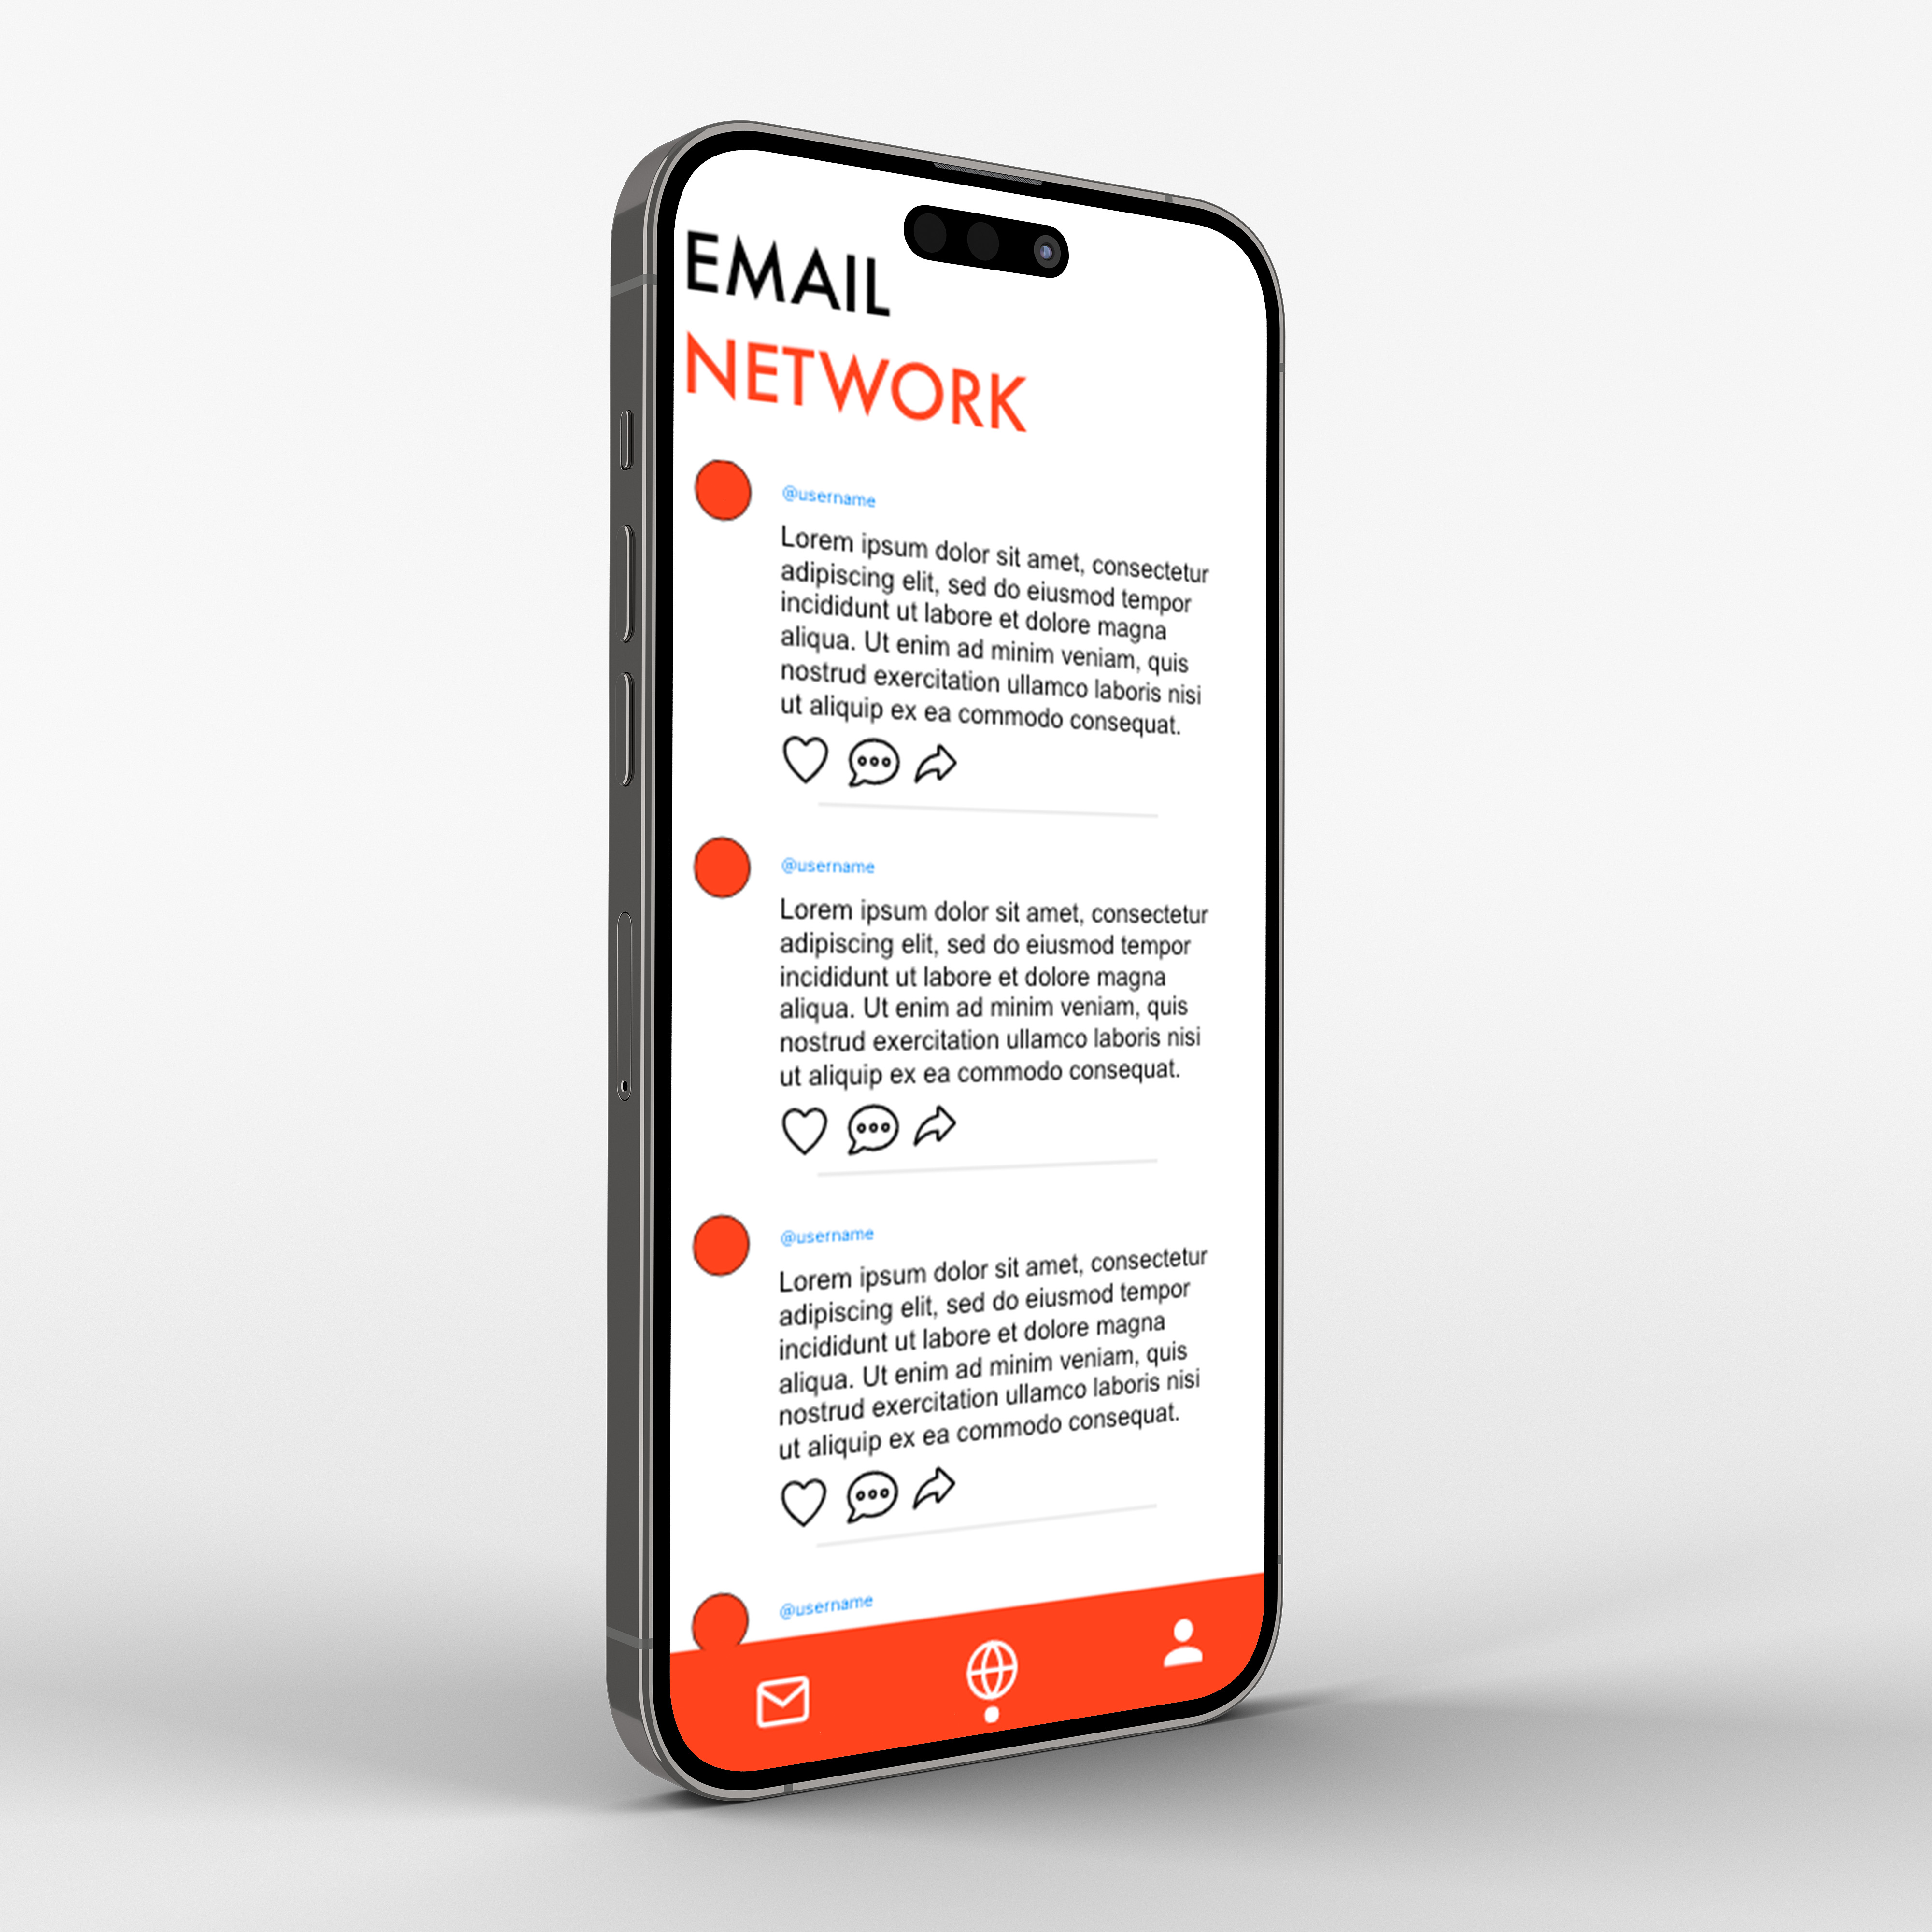 EMAIL
NETWORK
@username
Lorem ipsum dolor sit amet, consectetur
adipiscing elit, sed do eiusmod tempor
incididunt ut labore et dolore magna
aliqua. Ut enim ad minim veniam, quis
nostrud exercitation ullamco laboris nisi
ut aliquip ex ea commodo consequat.
@username
Lorem ipsum dolor sit amet, consectetur
adipiscing elit, sed do eiusmod tempor
incididunt ut labore et dolore magna
aliqua. Ut enim ad minim veniam, quis
nostrud exercitation ullamco laboris nisi
ut aliquip ex ea commodo consequat.
@username
Lorem ipsum dolor sit amet, consectetur
adipiscing elit, sed do eiusmod tempor
incididunt ut labore et dolore magna
aliqua. Ut enim ad minim veniam, quis
nostrud exercitation ullamco laboris nisi
ut aliquip ex ea commodo consequat.
@username